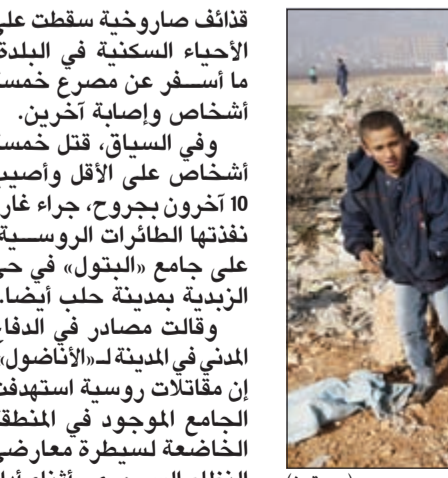 قذائف صاروخية سقطت على
الأحياء السكنية في البلدة
ما أســفر عن مصرع خمسة
أشخاص وإصابة آخرين.
وفي السياق، قتل خمسة
أشخاص على الأقل وأصيب
10 آخرون بجروح، جراء غارة
نفذتها الطائرات الروســية
على جامع «البتول» في حي
الزبدية بمدينة حلب أيضا.
وقالت مصادر في الدفاع
المدني في المدينة لـ«الأناضول»
إن مقاتلات روسية استهدفت
الجامع الموجود في المنطقة
الخاضعة لسيطرة معارضي